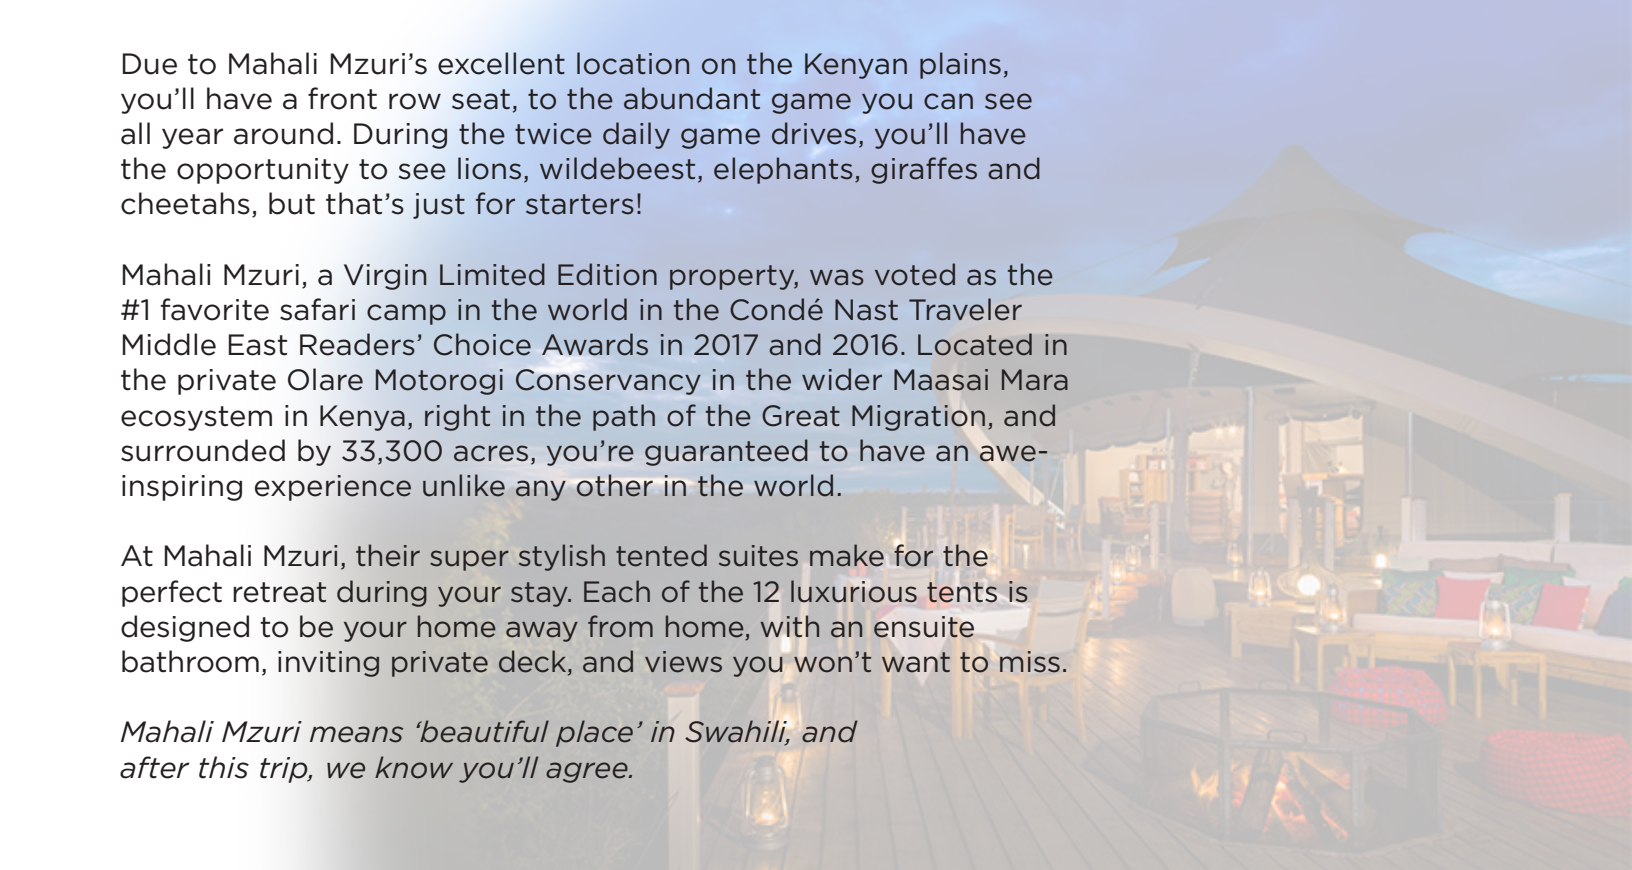 Due to Mahali Mzuri’s excellent location on the Kenyan plains,
you’ll have a front row seat, to the abundant game you can see
all year around. During the twice daily game drives, you’ll have
the opportunity to see lions, wildebeest, elephants, giraffes and
cheetahs, but that’s just for starters!
Mahali Mzuri, a Virgin Limited Edition property, was voted as the
#1 favorite safari camp in the world in the Condé Nast Traveler
Middle East Readers’ Choice Awards in 2017 and 2016. Located in
the private Olare Motorogi Conservancy in the wider Maasai Mara
ecosystem in Kenya, right in the path of the Great Migration, and
surrounded by 33,300 acres, you’re guaranteed to have an awe-
inspiring experience unlike any other in the world.
At Mahali Mzuri, their super stylish tented suites make for the
perfect retreat during your stay. Each of the 12 luxurious tents is
designed to be your home away from home, with an ensuite
bathroom, inviting private deck, and views you won’t want to miss.
Mahali Mzuri means ‘beautiful place’ in Swahili, and
after this trip, we know you’ll agree.